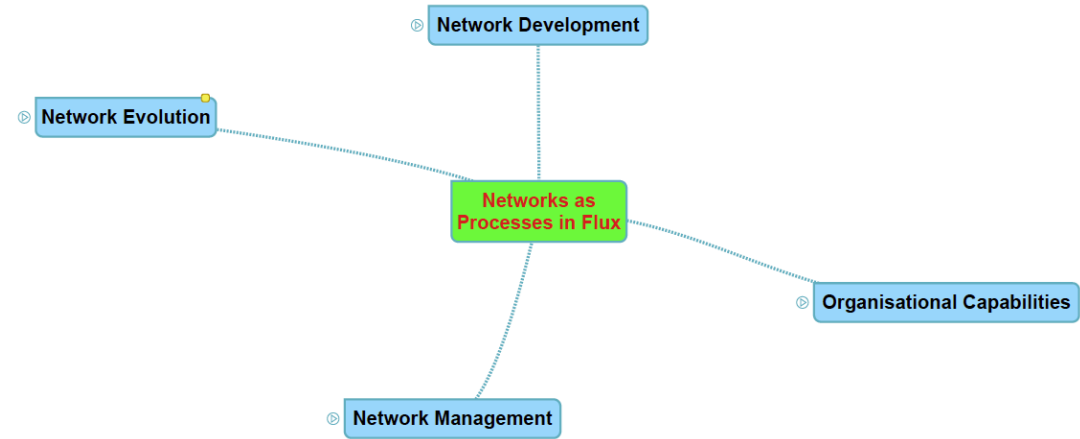 Network Development
Network Evolution
Networks as
Processes in Flux
Organisational Capabilities
Network Management